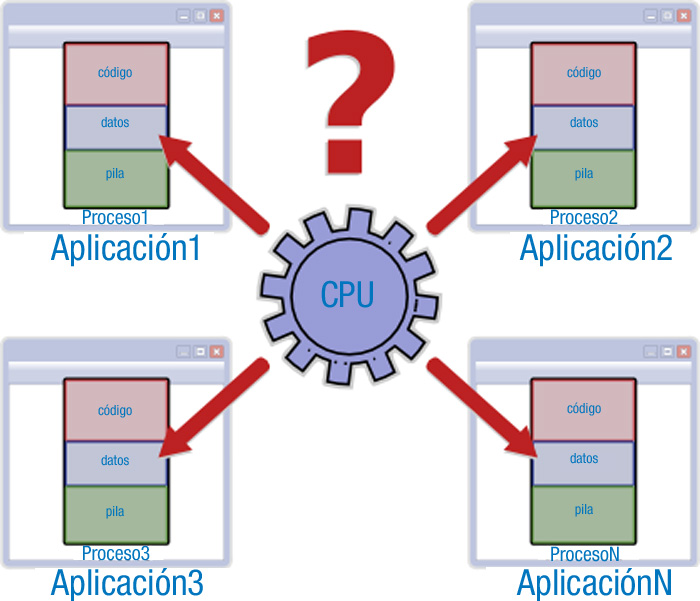 ?
código
datos
pila
Proceso1
Aplicación1
código
datos
pila
Proceso2
Aplicación2
CPU
código
datos
pila
Proceso3
Aplicación3
código
datos
pila
ProcesoN
AplicaciónN